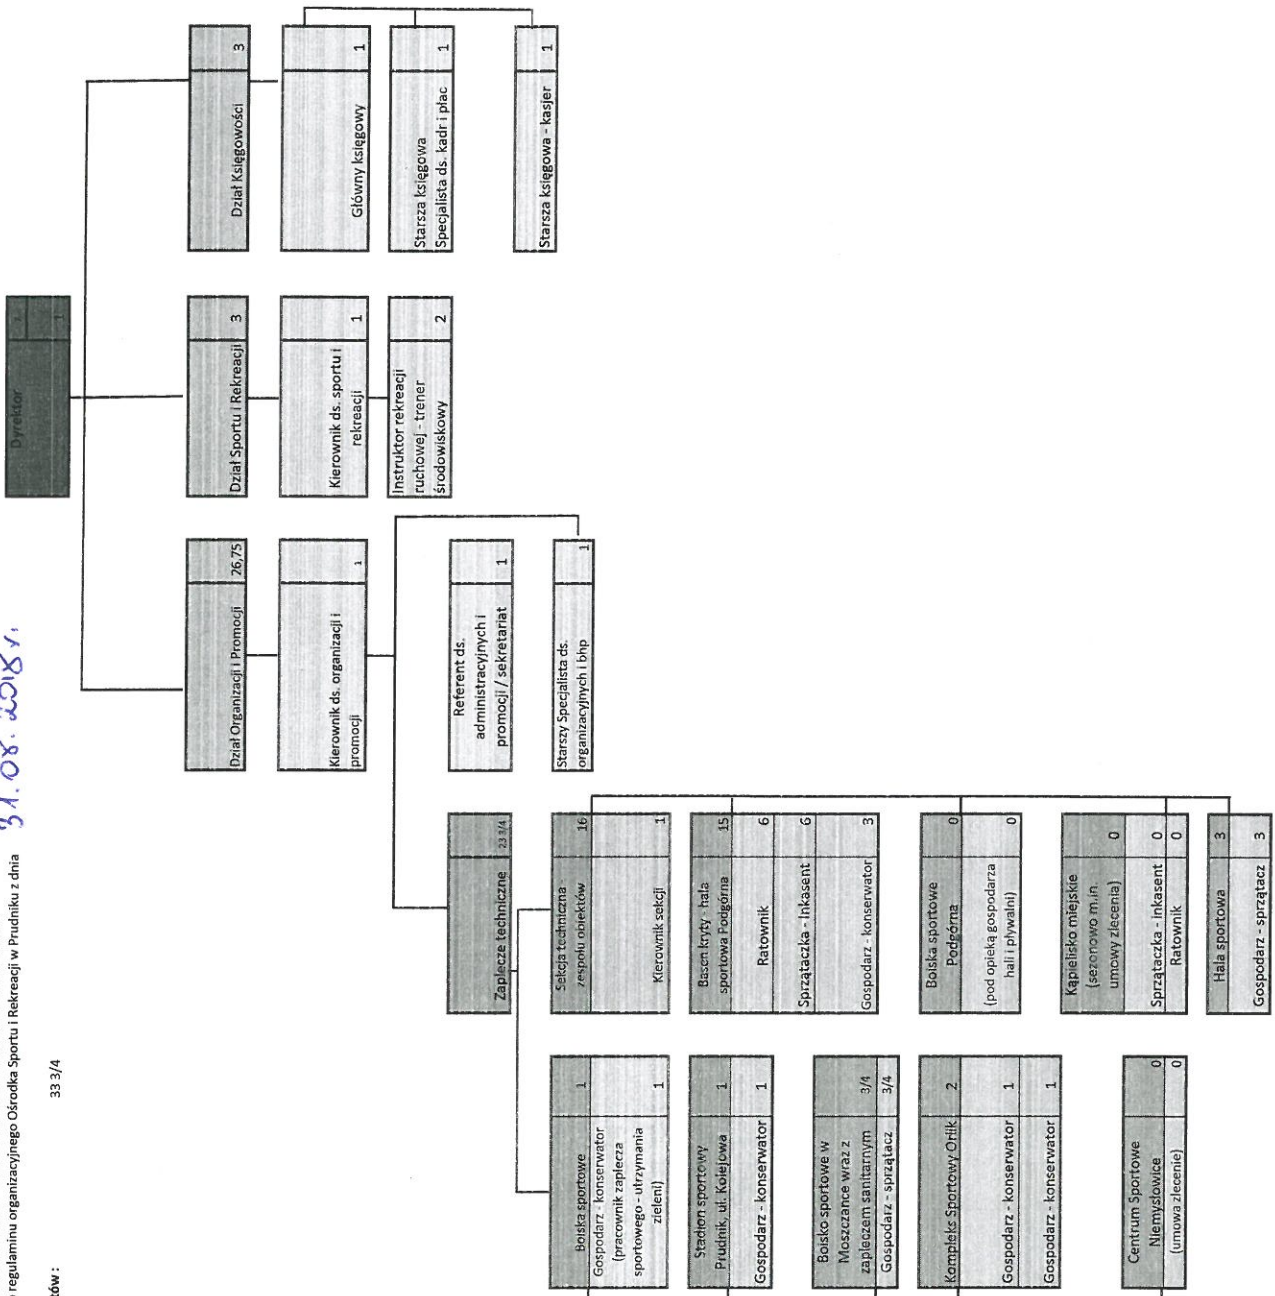 regulaminu organizacyjnego Ośrodka Sportu i Rekreacji w Prudniku z dnia 31.08.2018 r.
tów: 33 3/4
Dyrektor
1
Dział Organizacji i Promocji 26,75
Kierownik ds. organizacji i
promocji
1
Dział Sportu i Rekreacji 3
Kierownik ds. sportu i
rekreacji
1
Instruktor rekreacji
ruchowej - trener
środowiskowy
2
Dział Księgowości 3
Główny księgowy 1
Starsza księgowa
Specjalista ds. kadr i płac
1
Starsza księgowa - kasjer 1
Referent ds.
administracyjnych i
promocji / sekretariat
1
Starszy Specjalista ds.
organizacyjnych i bhp
1
Zaplecze techniczne 23 3/4
Sekcja techniczna -
zespołu obiektów
16
Kierownik sekcji 1
Basen kryty - hala
sportowa Podgórna
15
Ratownik 6
Sprzątaczka - Inkasent 6
Gospodarz - konserwator 3
Boiska sportowe
Podgórna
0
(pod opieką gospodarza
hali i pływalni)
0
Kąpielisko miejskie
(sezonowo m.in.
umowy zlecenia)
0
Sprzątaczka - Inkasent 0
Ratownik 0
Hala sportowa 3
Gospodarz - sprzątacz 3
Boiska sportowe 1
Gospodarz - konserwator
(pracownik zaplecza
sportowego - utrzymania
zieleni)
1
Stadion sportowy
Prudnik, ul. Kolejowa
1
Gospodarz - konserwator 1
Boisko sportowe w
Moszczance wraz z
zapleczem sanitarnym
3/4
Gospodarz - sprzątacz 3/4
Kompleks Sportowy Orlik 2
Gospodarz - konserwator 1
Gospodarz - konserwator 1
Centrum Sportowe
Niemysłowice
0
(umowa zlecenie) 0